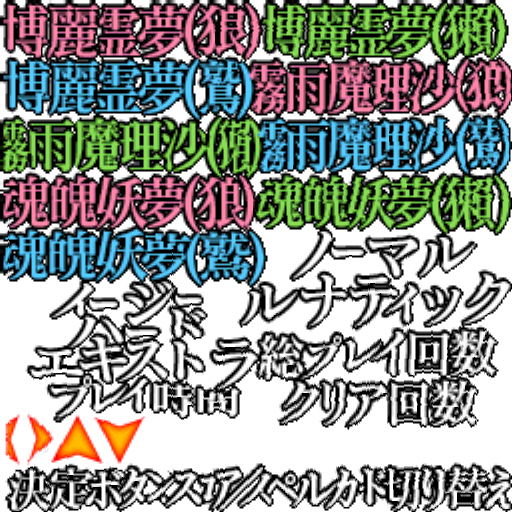 博麗霊夢(狼) 博麗霊夢(獺)
博麗霊夢(鷲) 霧雨魔理沙(狼)
霧雨魔理沙(獺) 霧雨魔理沙(鷲)
魂魄妖夢(狼) 魂魄妖夢(獺)
魂魄妖夢(鷲) ノーマル
イージー ルナティック
ハード
エキストラ 総プレイ回数
プレイ時間 クリア回数
決定ボタンスコア/スペルカード切り替え